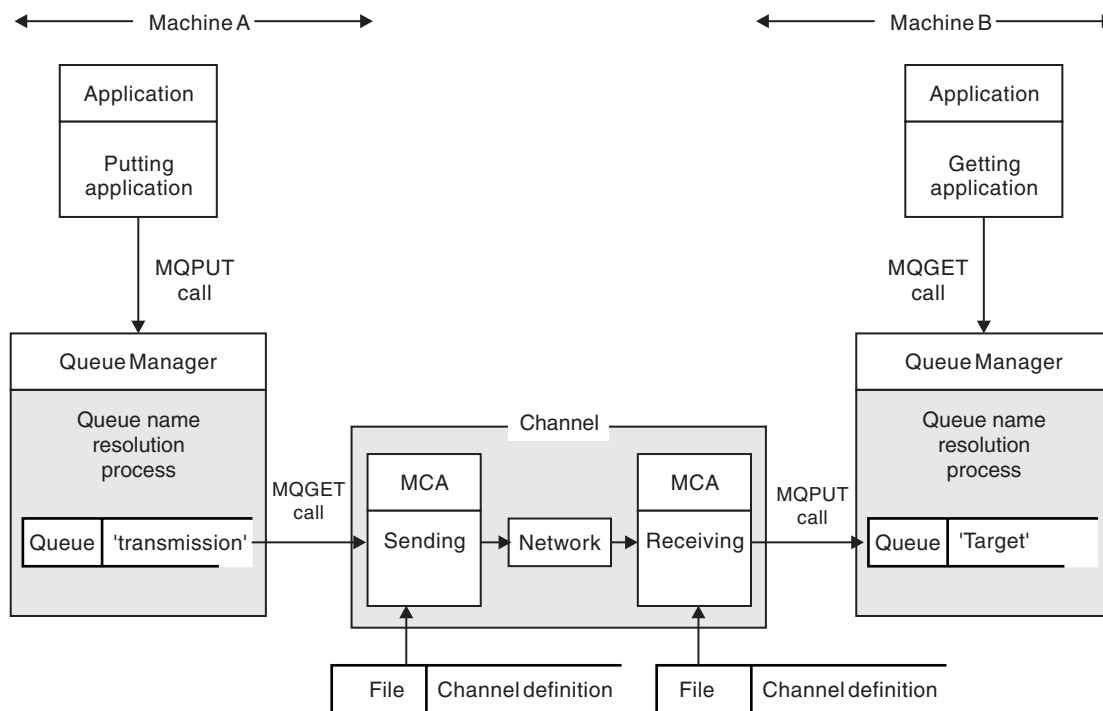 Machine A
Machine B
Application
Putting
application
MQPUT
call
Application
Getting
application
MQGET
call
Queue Manager
Queue name
resolution
process
Queue 'transmission'
MQGET
call
Channel
MCA
Sending
Network
MCA
Receiving
MQPUT
call
Queue Manager
Queue name
resolution
process
Queue 'Target'
File Channel definition
File Channel definition